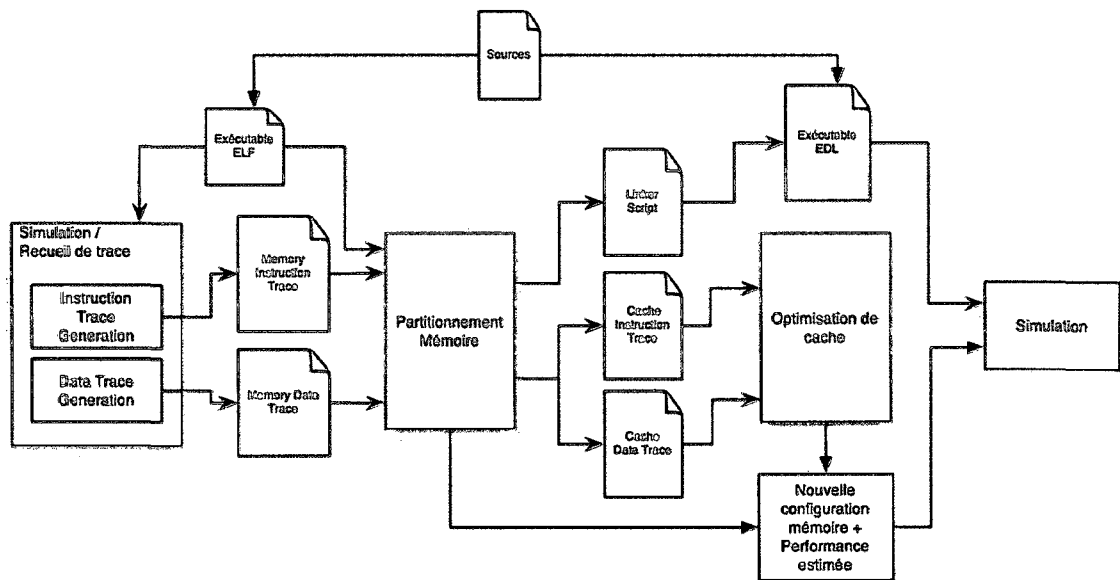 Sources
Exécutable
ELF
Exécutable
EDL
Linker
Script
Simulation /
Recueil de trace
Memory
Instruction
Trace
Instruction
Trace
Generation
Partitionnement
Mémoire
Cache
Instruction
Trace
Optimisation de
cache
Simulation
Data Trace
Generation
Memory Data
Trace
Cache
Data Trace
Nouvelle
configuration
mémoire +
Performance
estimée